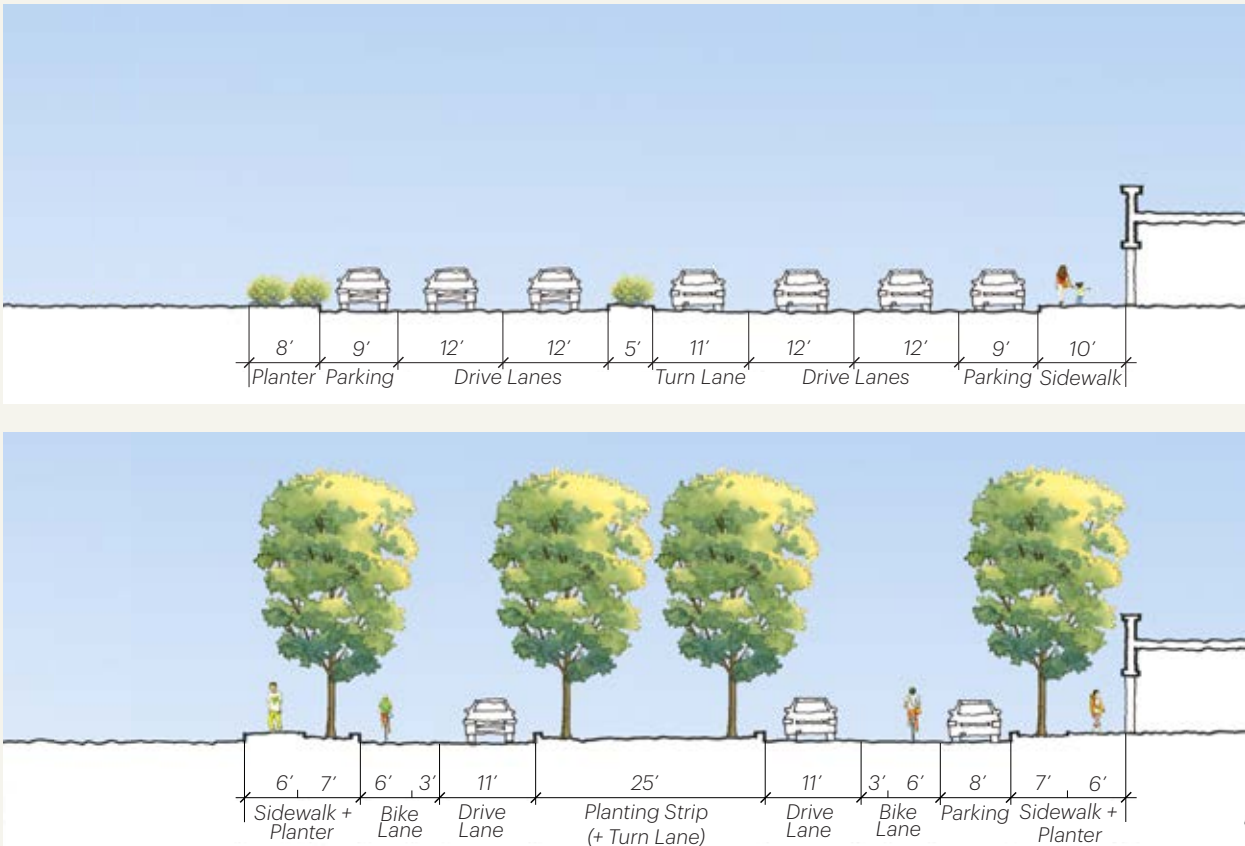 8’ 9’ 12’ 12’ 5’ 11’ 12’ 12’ 9’ 10’
Planter Parking Drive Lanes Turn Lane Drive Lanes Parking Sidewalk
6’ 7’ 6’ 3’ 11’ 25’ 11’ 3’ 6’ 8’ 7’ 6’
Sidewalk + Bike Drive Planting Strip Drive Bike Parking Sidewalk +
Planter Lane Lane (+ Turn Lane) Lane Lane Planter